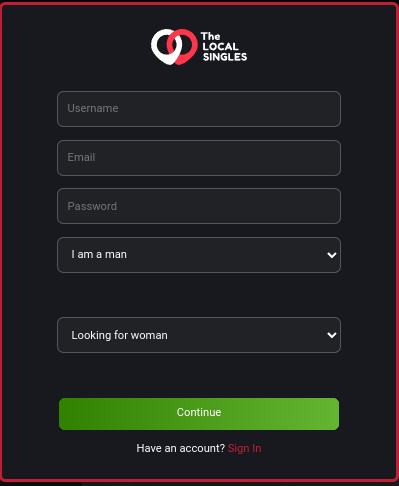 The
LOCAL
SINGLES
Username
Email
Password
I am a man
Looking for woman
Continue
Have an account? Sign In